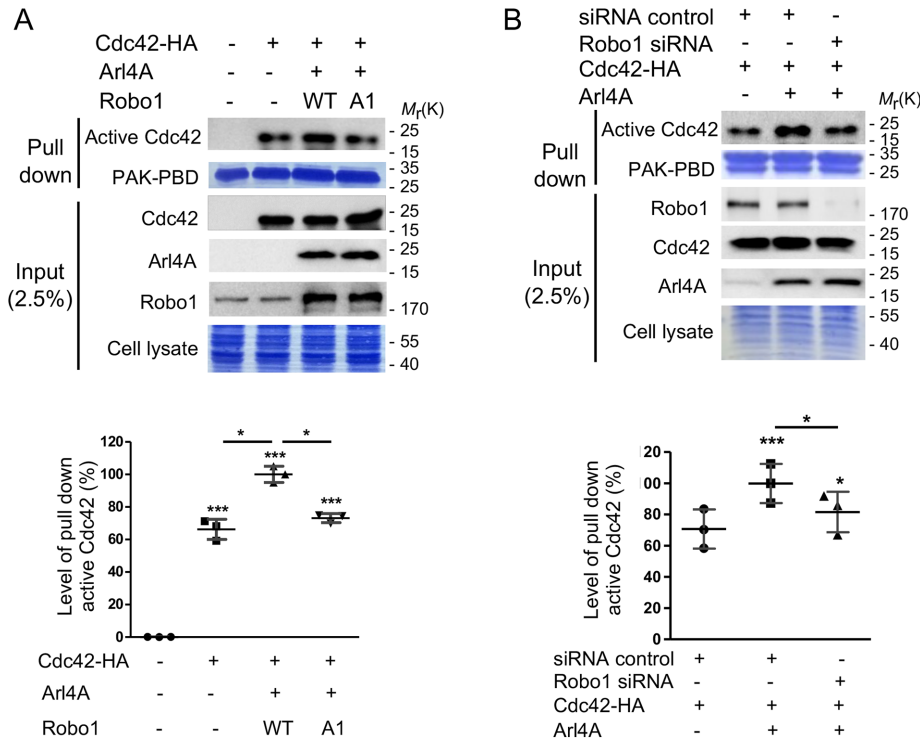 A
Cdc42-HA - + + +
Arl4A - - + +
Robo1 - - WT A1 Mr(K)
Pull down
Active Cdc42 - 25
- 15
PAK-PBD - 35
- 25
Input (2.5%)
Cdc42 - 25
- 15
Arl4A - 25
- 15
Robo1 - 170
Cell lysate - 55
- 40
Level of pull down
active Cdc42 (%)
120
100
80
60
40
20
0
* *
*** *** ***
Cdc42-HA - + + +
Arl4A - - + +
Robo1 - - WT A1
B
siRNA control + + -
Robo1 siRNA - - +
Cdc42-HA + + +
Arl4A - + + Mr(K)
Pull
down
Active Cdc42 - 25
- 15
PAK-PBD - 35
- 25
Robo1 - 170
Input
(2.5%)
Cdc42 - 25
- 15
Arl4A - 25
- 15
Cell lysate - 55
- 40
Level of pull down
active Cdc42 (%)
20
00
80
60
40
20
0
*
*** *
siRNA control + + -
Robo1 siRNA - - +
Cdc42-HA + + +
Arl4A - + +